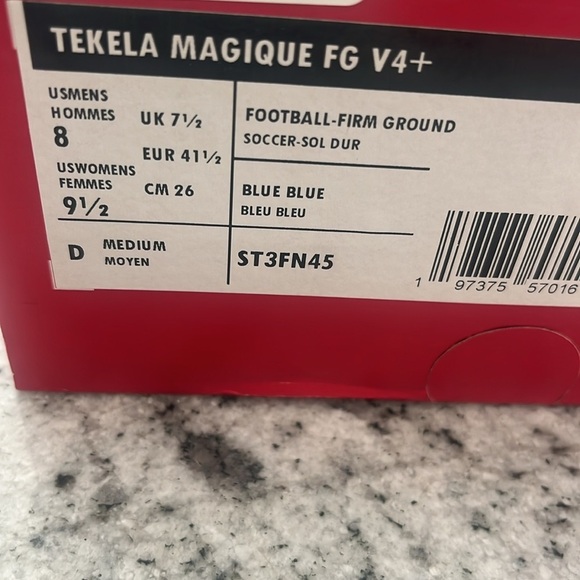 TEKELA MAGIQUE FG V4+
USMENS
HOMMES
8
UK 7½
EUR 41½
CM 26
USWOMENS
FEMMES
9½
D MEDIUM
MOYEN
FOOTBALL-FIRM GROUND
SOCCER-SOL DUR
BLUE BLUE
BLEU BLEU
ST3FN45
1 97375 57016